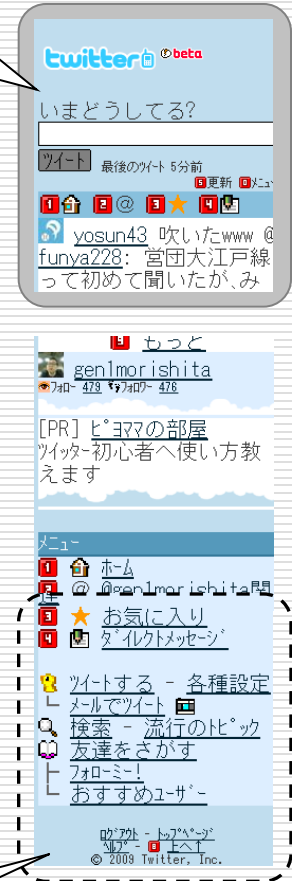 twitter beta
いまどうしてる?
ツイート 最後のツイート 5分前
5更新 0メニュー
1 2@ 3★ 4
yosun43 吹いたwww @
funya228: 営団大江戸線
って初めて聞いたが、み
もっと
gen1morishita
フォロー 479 フォロワー 476
[PR] ピヨママの部屋
ツイッター初心者へ使い方教
えます
メニュー
1 ホーム
@ @gen1morishita関
連
3★ お気に入り
4 ダイレクトメッセージ
ツイートする - 各種設定
└ メールでツイート
検索 - 流行のトピック
友達をさがす
├ フォローミー!
└ おすすめユーザー
ログアウト - トップページ
ヘルプ - 8 上へ↑
© 2009 Twitter, Inc.